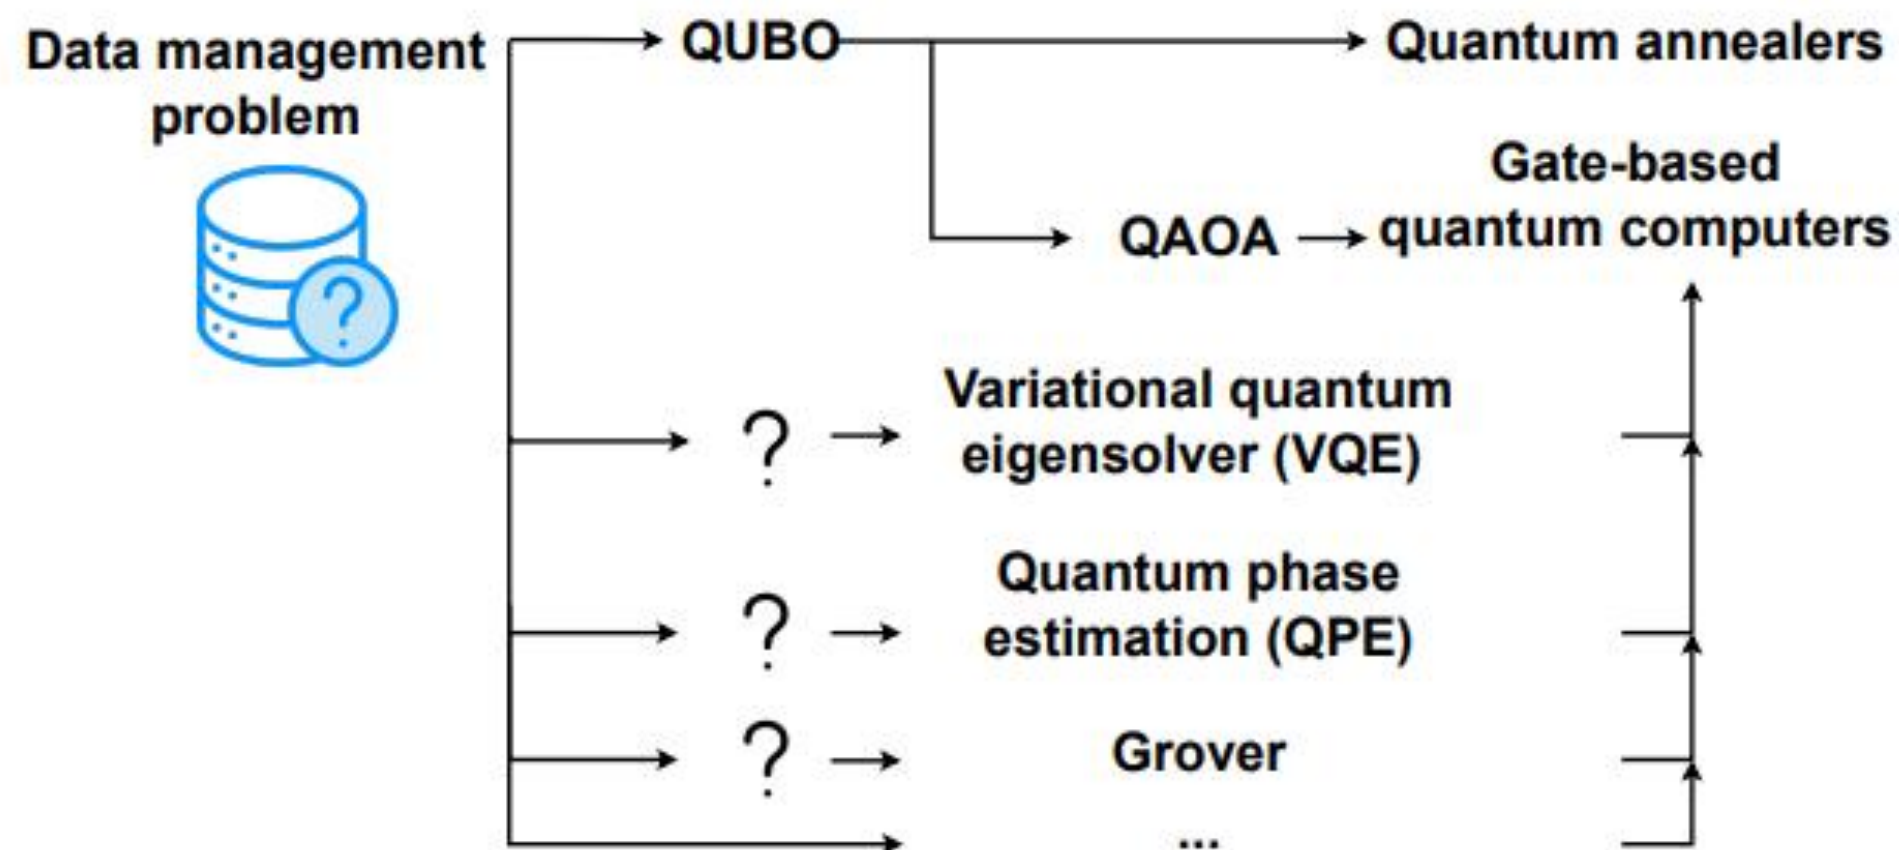 Data management
problem
?
QUBO
Quantum annealers
QAOA
Gate-based
quantum computers
?
Variational quantum
eigensolver (VQE)
?
Quantum phase
estimation (QPE)
?
Grover
...